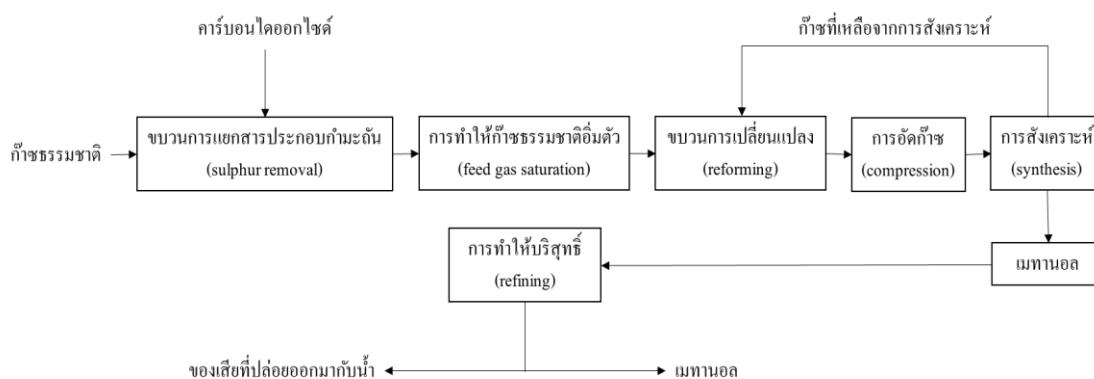 คาร์บอนไดออกไซด์
ก๊าซที่เหลือจากการสังเคราะห์
ก๊าซธรรมชาติ
ขบวนการแยกสารประกอบกำมะถัน
(sulphur removal)
การทำให้ก๊าซธรรมชาติอิ่มตัว
(feed gas saturation)
ขบวนการเปลี่ยนแปลง
(reforming)
การอัดก๊าซ
(compression)
การสังเคราะห์
(synthesis)
การทำให้บริสุทธิ์
(refining)
เมทานอล
ของเสียที่ปล่อยออกมากับน้ำ
เมทานอล